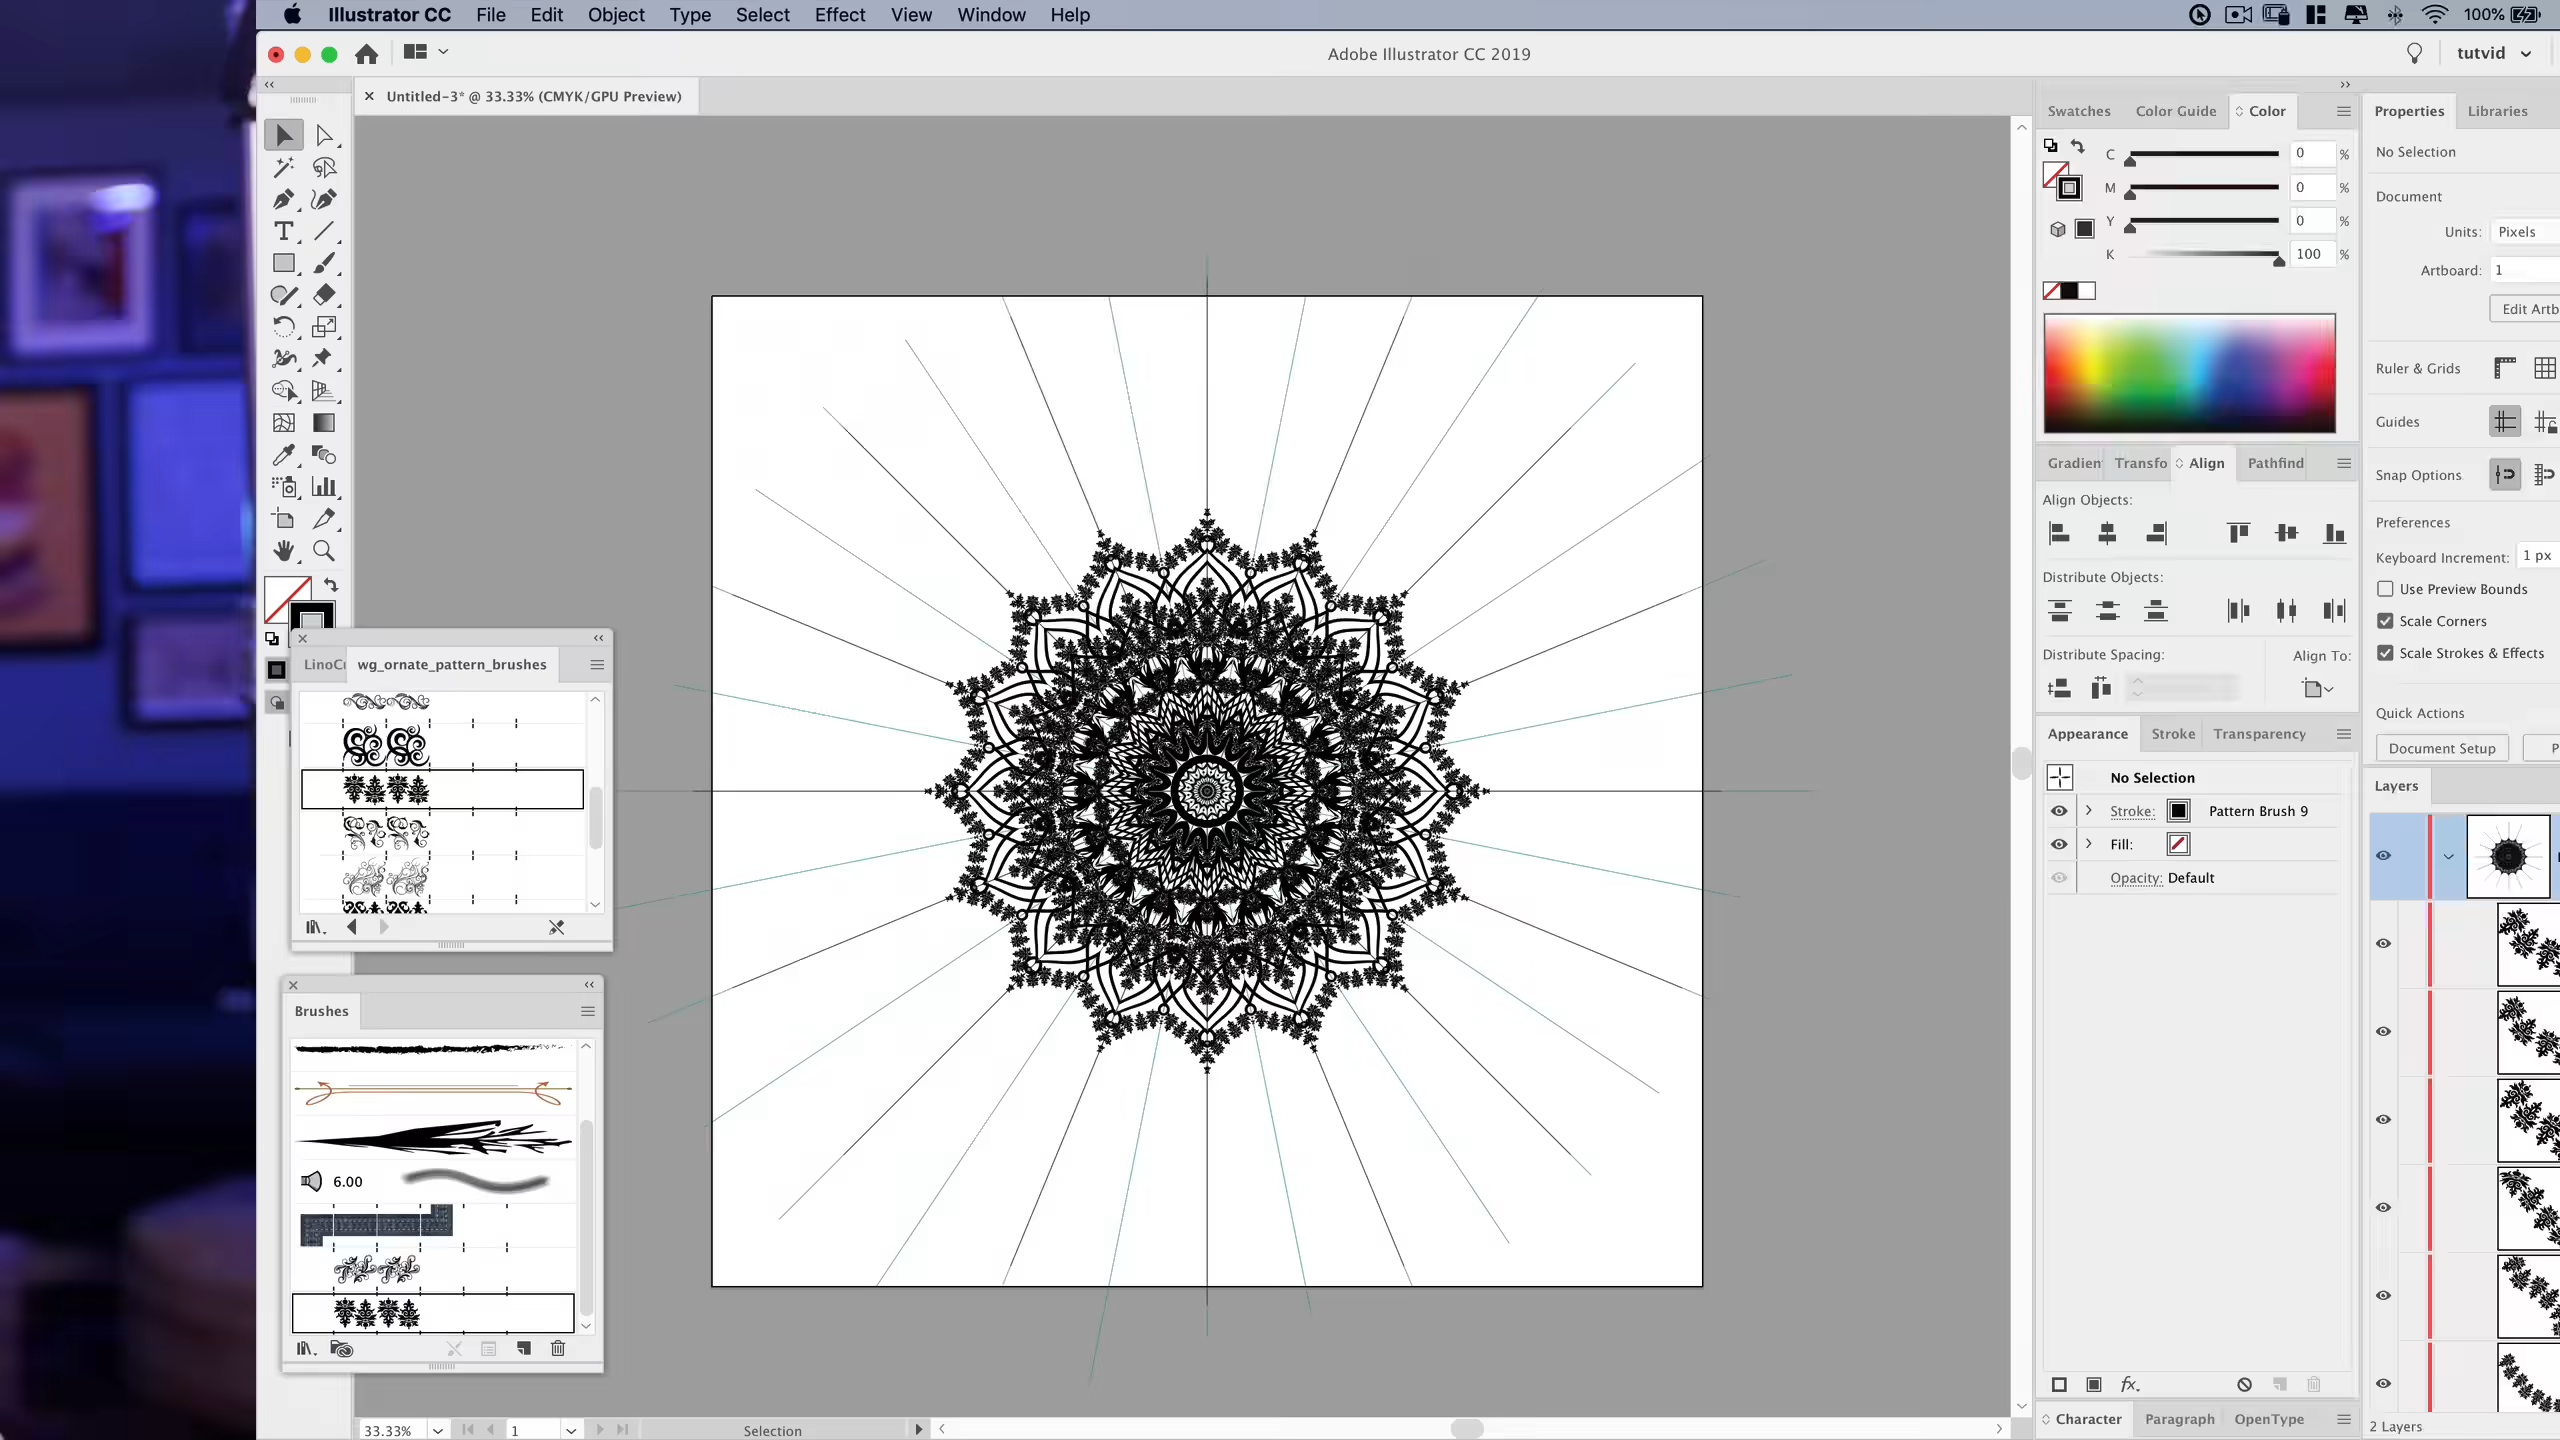 Illustrator CC File Edit Object Type Select Effect View Window Help 100%
Adobe Illustrator CC 2019 tutvid
Untitled-3* @ 33.33% (CMYK/GPU Preview)
Swatches Color Guide Color
C 0 %
M 0 %
Y 0 %
K 100 %
Gradien Transfo Align Pathfind
Align Objects:
Distribute Objects:
Distribute Spacing: Align To:
Appearance Stroke Transparency
No Selection
Stroke: Pattern Brush 9
Fill:
Opacity: Default
Character Paragraph OpenType
Properties Libraries
No Selection
Document
Units: Pixels
Artboard: 1
Edit Artb
Ruler & Grids
Guides
Snap Options
Preferences
Keyboard Increment: 1 px
Use Preview Bounds
Scale Corners
Scale Strokes & Effects
Quick Actions
Document Setup P
Layers
2 Layers
LinoCu wg_ornate_pattern_brushes
Brushes
6.00
33.33% 1 Selection